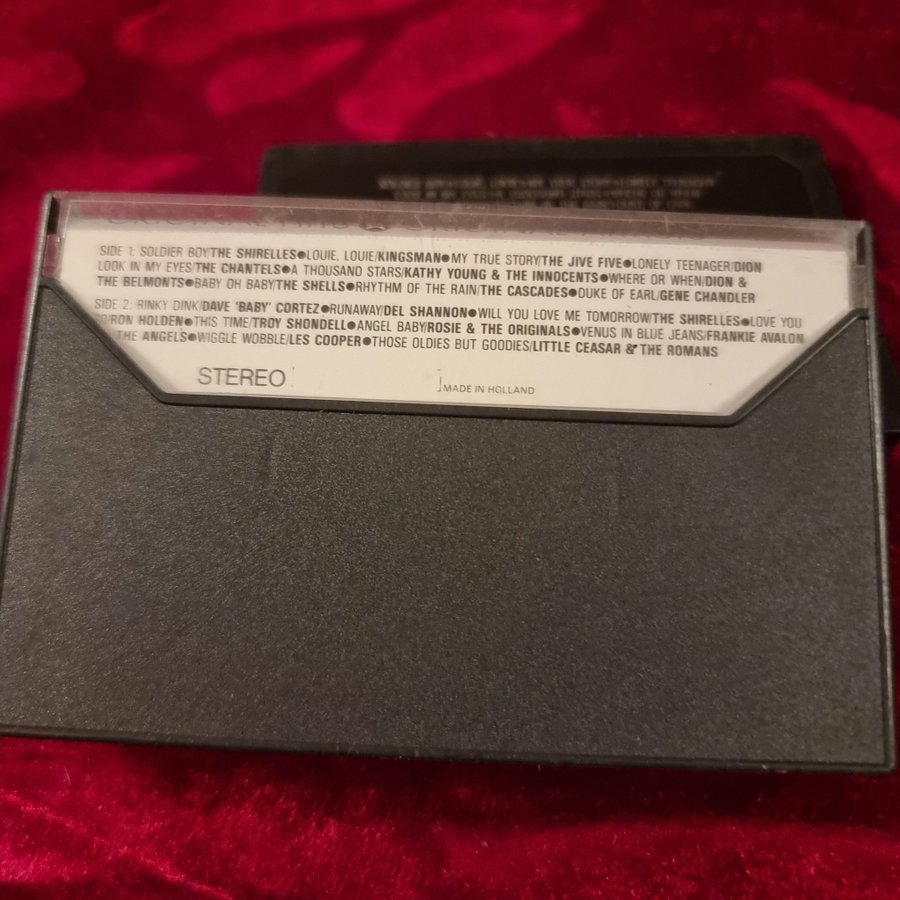 SIDE 1: SOLDIER BOY/THE SHIRELLES●LOUIE, LOUIE/KINGSMAN●MY TRUE STORY/THE JIVE FIVE●LONELY TEENAGER/DION
LOOK IN MY EYES/THE CHANTELS●A THOUSAND STARS/KATHY YOUNG & THE INNOCENTS●WHERE OR WHEN/DION &
THE BELMONTS●BABY OH BABY/THE SHELLS●RHYTHM OF THE RAIN/THE CASCADES●DUKE OF EARL/GENE CHANDLER
SIDE 2: RINKY DINK/DAVE 'BABY' CORTEZ●RUNAWAY/DEL SHANNON●WILL YOU LOVE ME TOMORROW/THE SHIRELLES●LOVE YOU
/RON HOLDEN●THIS TIME/TROY SHONDELL●ANGEL BABY/ROSIE & THE ORIGINALS●VENUS IN BLUE JEANS/FRANKIE AVALON
THE ANGELS●WIGGLE WOBBLE/LES COOPER●THOSE OLDIES BUT GOODIES/LITTLE CEASAR & THE ROMANS
STEREO
MADE IN HOLLAND